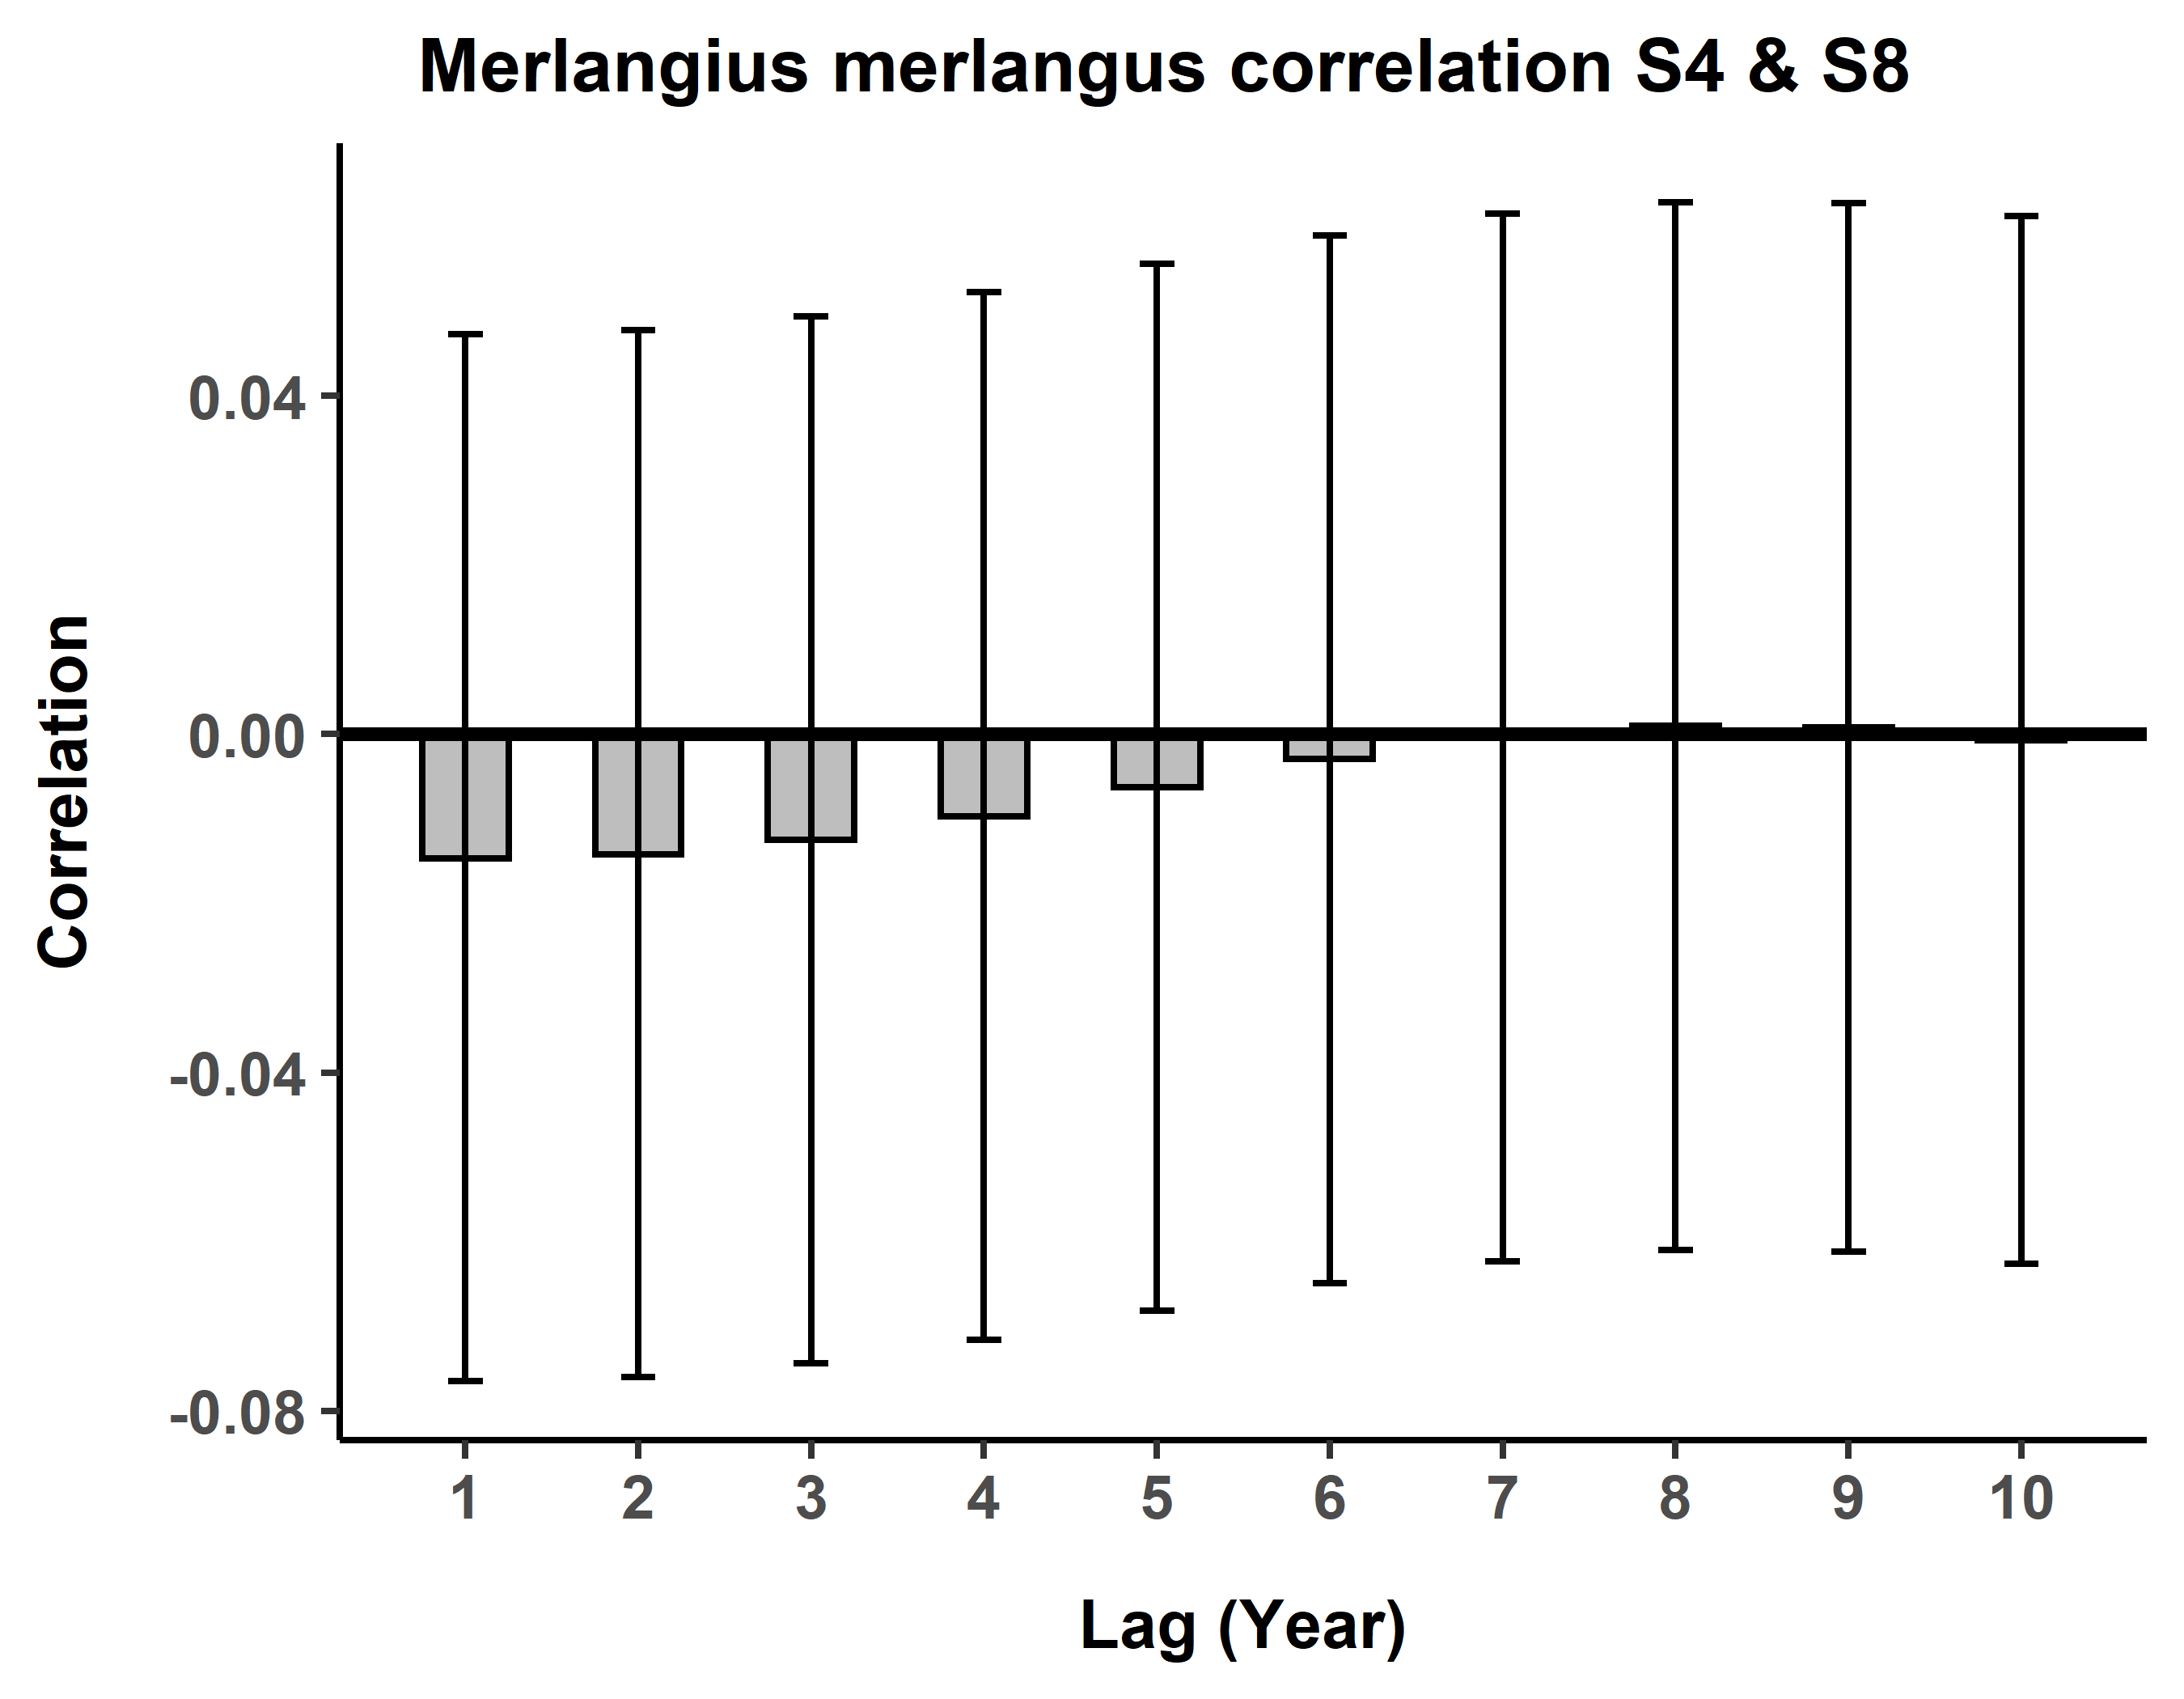 Merlangius merlangus correlation S4 & S8
Correlation
0.04
0.00
-0.04
-0.08
1 2 3 4 5 6 7 8 9 10
Lag (Year)